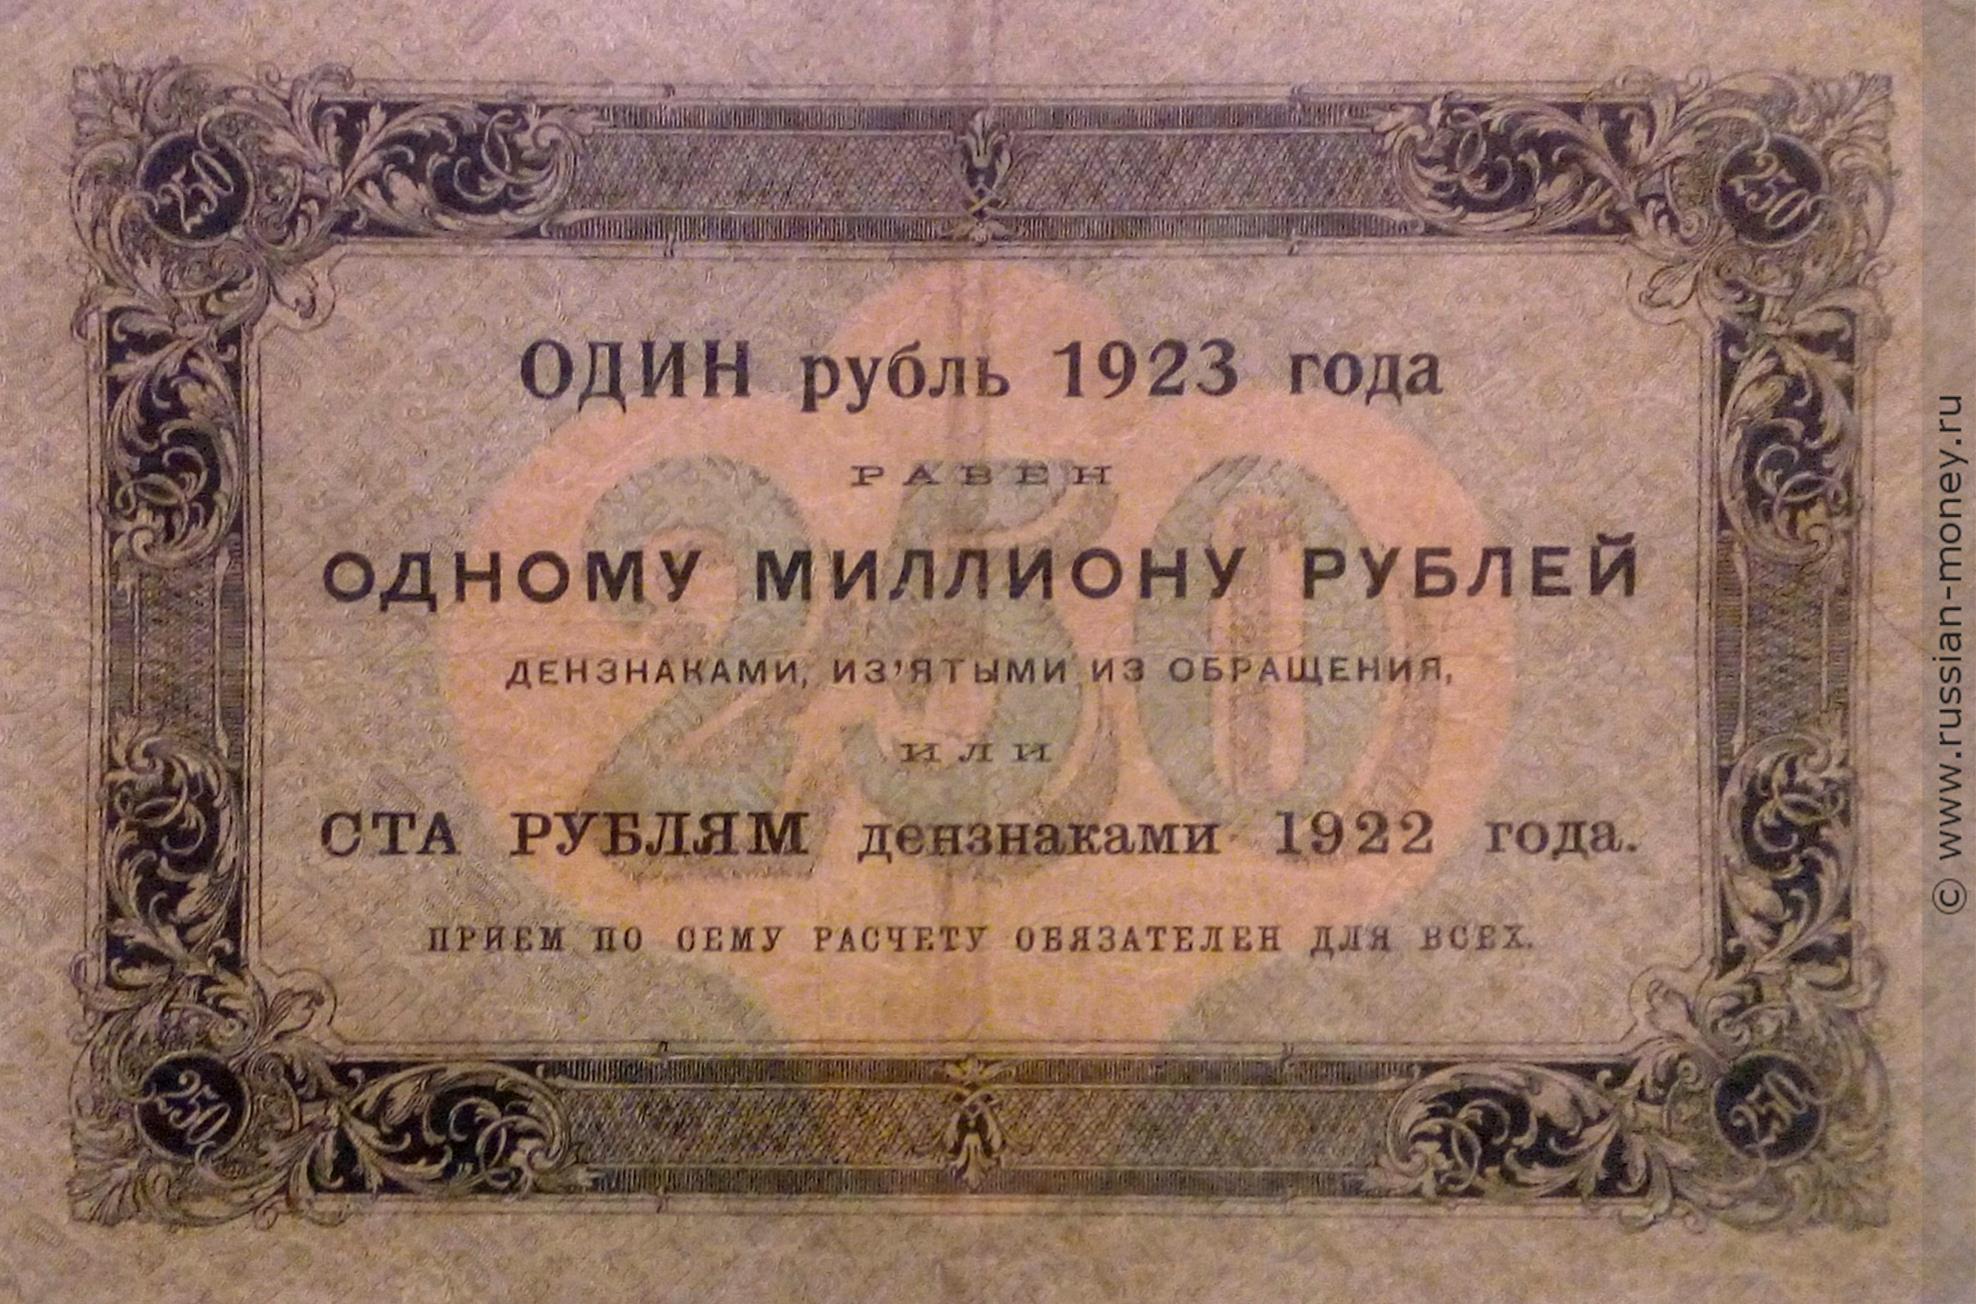 250
250
ОДИН рубль 1923 года
РАВЕН
ОДНОМУ МИЛЛИОНУ РУБЛЕЙ
ДЕНЗНАКАМИ, ИЗ'ЯТЫМИ ИЗ ОБРАЩЕНИЯ,
250
ИЛИ
СТА РУБЛЯМ дензнаками 1922 года.
ПРИЕМ ПО СЕМУ РАСЧЕТУ ОБЯЗАТЕЛЕН ДЛЯ ВСЕХ.
250
250
© www.russian-money.ru